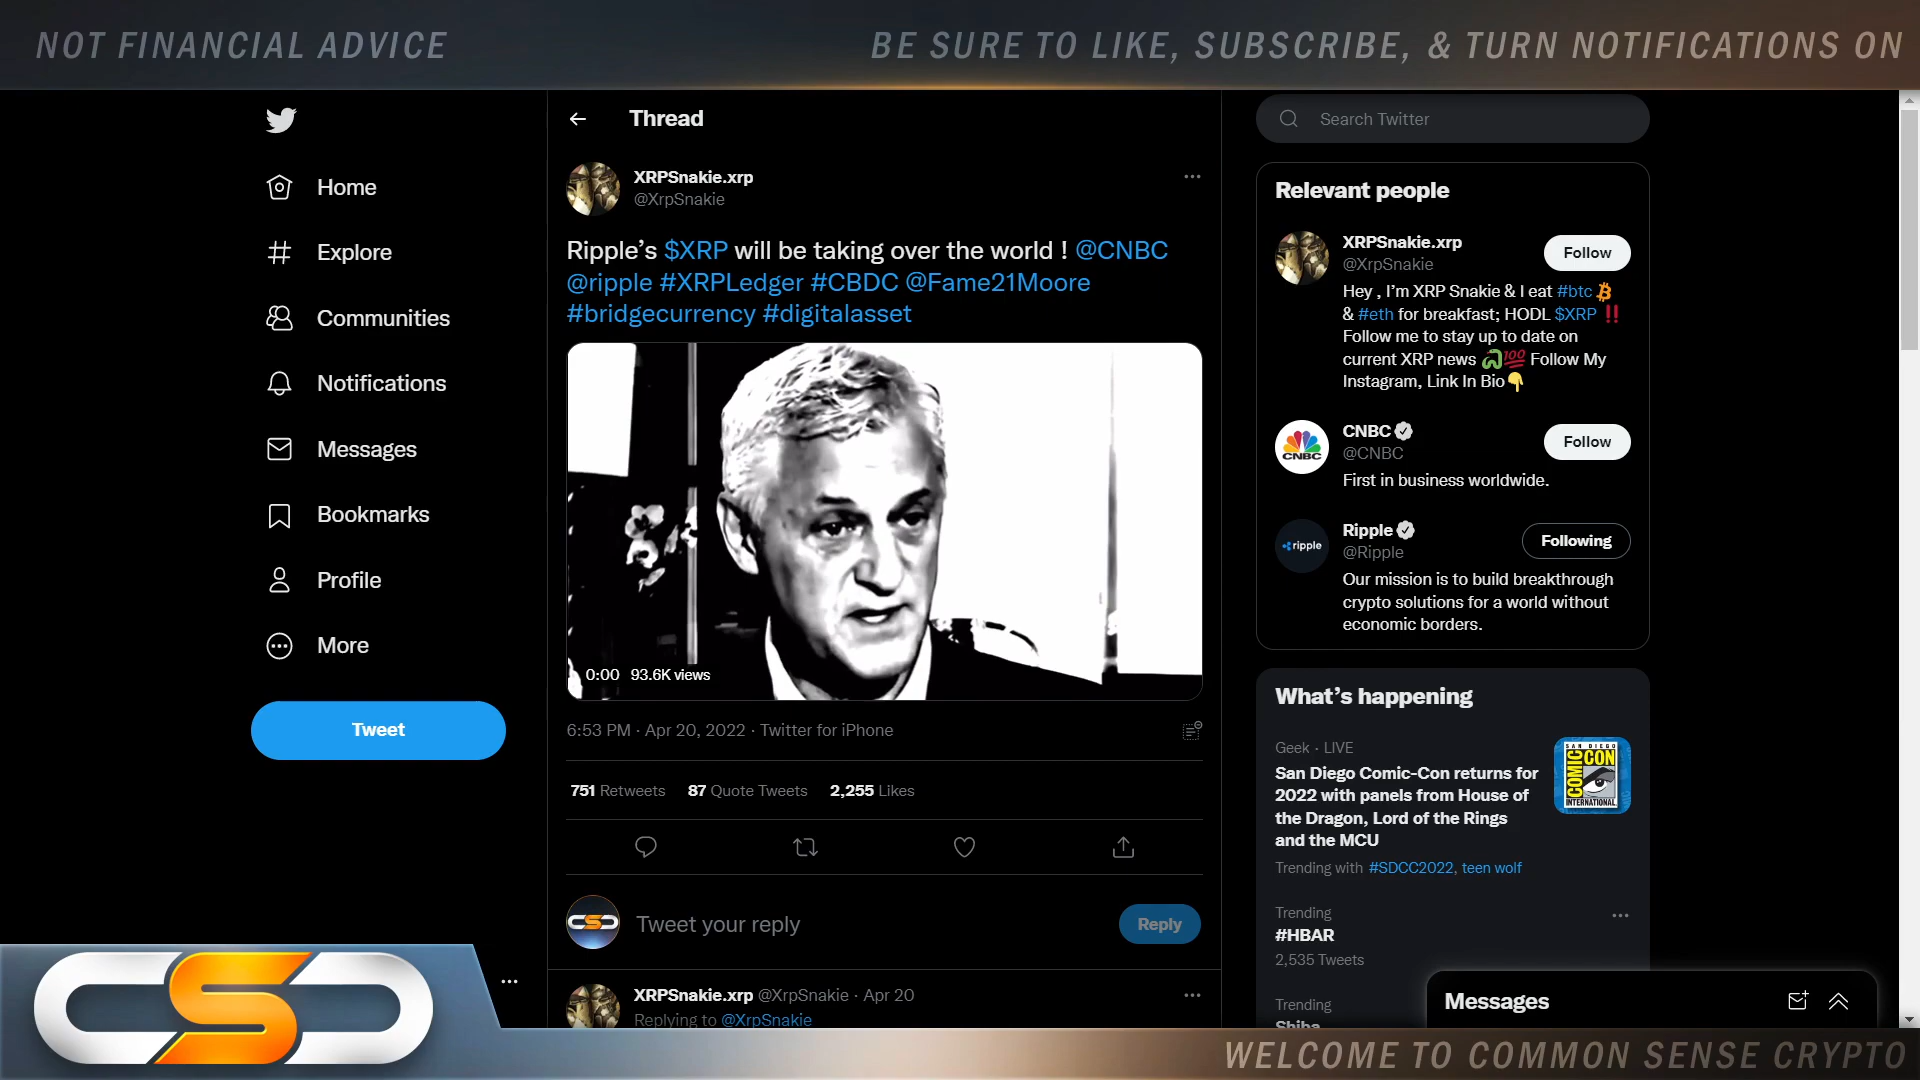 NOT FINANCIAL ADVICE
BE SURE TO LIKE, SUBSCRIBE, & TURN NOTIFICATIONS ON
Home
Explore
Communities
Notifications
Messages
Bookmarks
Profile
More
Tweet
Thread
XRPSnakie.xrp
@XrpSnakie
Ripple’s $XRP will be taking over the world ! @CNBC
@ripple #XRPLedger #CBDC @Fame21Moore
#bridgecurrency #digitalasset
0:00 93.6K views
6:53 PM · Apr 20, 2022 · Twitter for iPhone
751 Retweets 87 Quote Tweets 2,255 Likes
Tweet your reply
Reply
XRPSnakie.xrp @XrpSnakie · Apr 20
Replying to @XrpSnakie
Search Twitter
Relevant people
XRPSnakie.xrp
@XrpSnakie
Follow
Hey , I’m XRP Snakie & I eat #btc
& #eth for breakfast; HODL $XRP ‼️
Follow me to stay up to date on
current XRP news 🐍💯 Follow My
Instagram, Link In Bio👇
CNBC
@CNBC
Follow
CNBC
First in business worldwide.
Ripple
@Ripple
Following
ripple
Our mission is to build breakthrough
crypto solutions for a world without
economic borders.
What’s happening
Geek · LIVE
San Diego Comic-Con returns for
2022 with panels from House of
the Dragon, Lord of the Rings
and the MCU
SAN DIEGO
COMIC CON
INTERNATIONAL
Trending with #SDCC2022, teen wolf
Trending
#HBAR
2,535 Tweets
Trending
Shiba
Messages
CSC
WELCOME TO COMMON SENSE CRYPTO